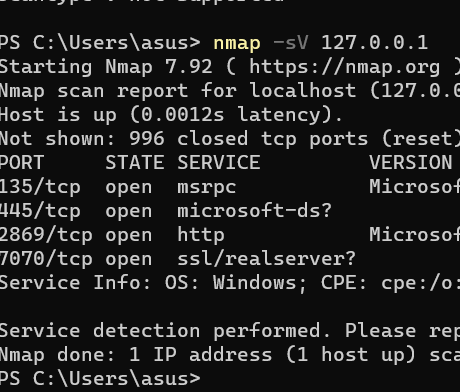 PS C:\Users\asus> nmap -sV 127.0.0.1
Starting Nmap 7.92 ( https://nmap.org )
Nmap scan report for localhost (127.0.0
Host is up (0.0012s latency).
Not shown: 996 closed tcp ports (reset)
PORT STATE SERVICE VERSION
135/tcp open msrpc Microsof
445/tcp open microsoft-ds?
2869/tcp open http Microsof
7070/tcp open ssl/realserver?
Service Info: OS: Windows; CPE: cpe:/o:
Service detection performed. Please rep
Nmap done: 1 IP address (1 host up) sca
PS C:\Users\asus>